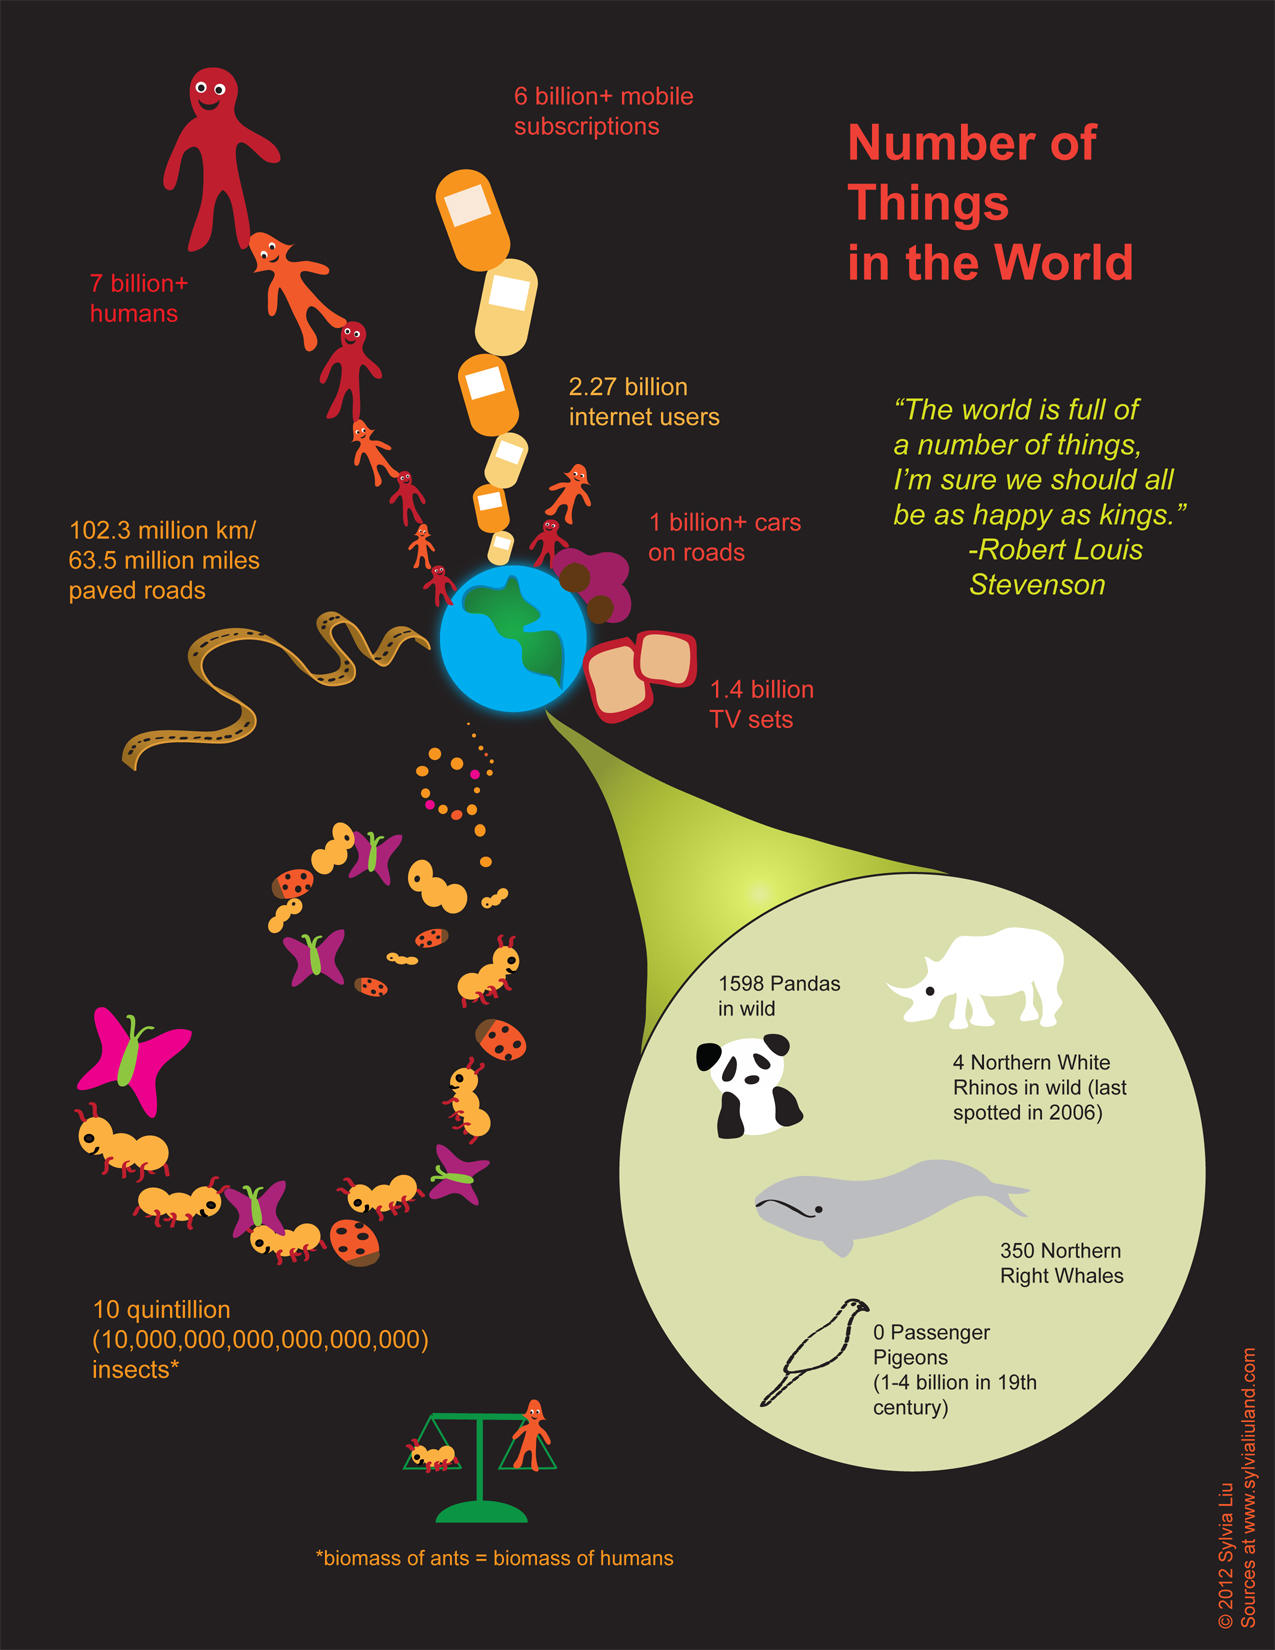 6 billion+ mobile
subscriptions
Number of
Things
in the World
7 billion+
humans
2.27 billion
internet users
“The world is full of
a number of things,
I’m sure we should all
be as happy as kings.”
-Robert Louis
Stevenson
102.3 million km/
63.5 million miles
paved roads
1 billion+ cars
on roads
1.4 billion
TV sets
1598 Pandas
in wild
4 Northern White
Rhinos in wild (last
spotted in 2006)
350 Northern
Right Whales
0 Passenger
Pigeons
(1-4 billion in 19th
century)
10 quintillion
(10,000,000,000,000,000,000)
insects*
*biomass of ants = biomass of humans
© 2012 Sylvia Liu
Sources at www.sylvialiuland.com